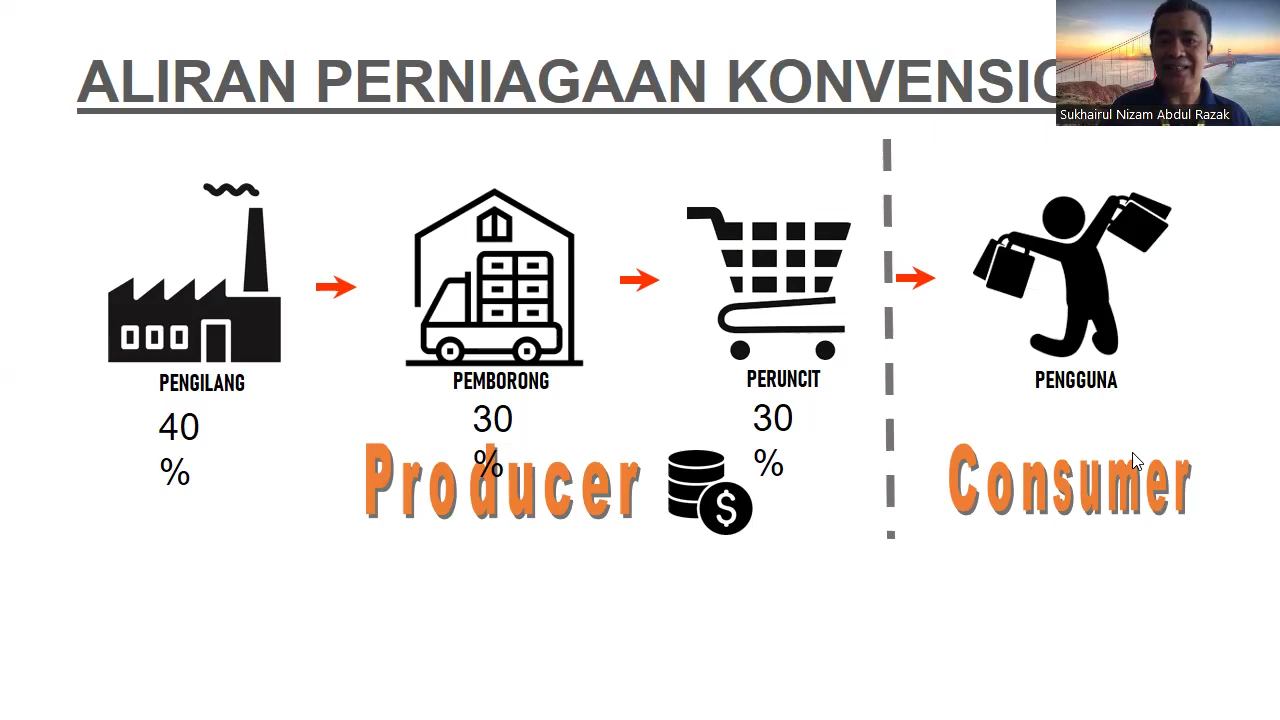 ALIRAN PERNIAGAAN KONVENSIO
Sukhairul Nizam Abdul Razak
PENGILANG
PEMBORONG
PERUNCIT
PENGGUNA
40
%
30
%
30
%
Producer
$
Consumer